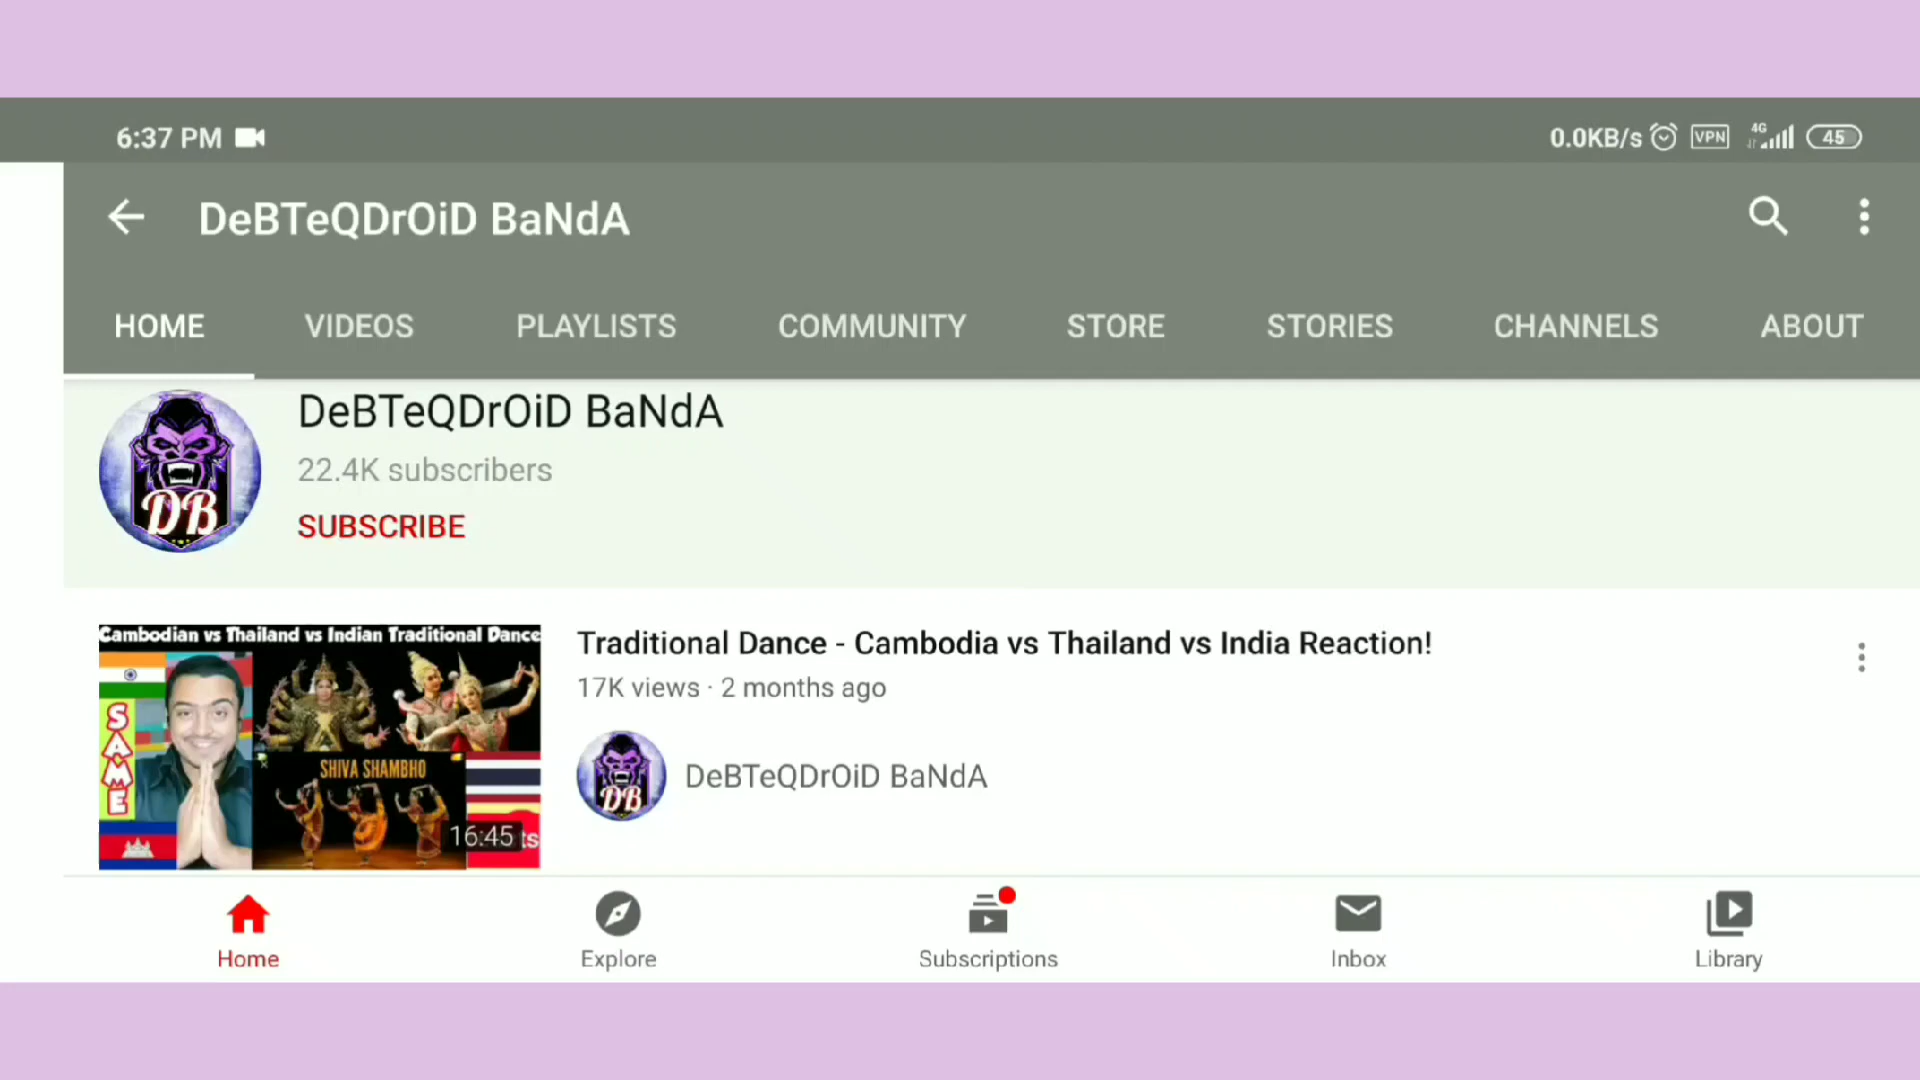 6:37 PM
0.0KB/s VPN 4G 45
DeBTeQDrOiD BaNdA
HOME VIDEOS PLAYLISTS COMMUNITY STORE STORIES CHANNELS ABOUT
DeBTeQDrOiD BaNdA
22.4K subscribers
SUBSCRIBE
DB
Cambodian vs Thailand vs Indian Traditional Dance
SAME
SHIVA SHAMBHO
16:45
ts
Traditional Dance - Cambodia vs Thailand vs India Reaction!
17K views · 2 months ago
DB
DeBTeQDrOiD BaNdA
Home Explore Subscriptions Inbox Library